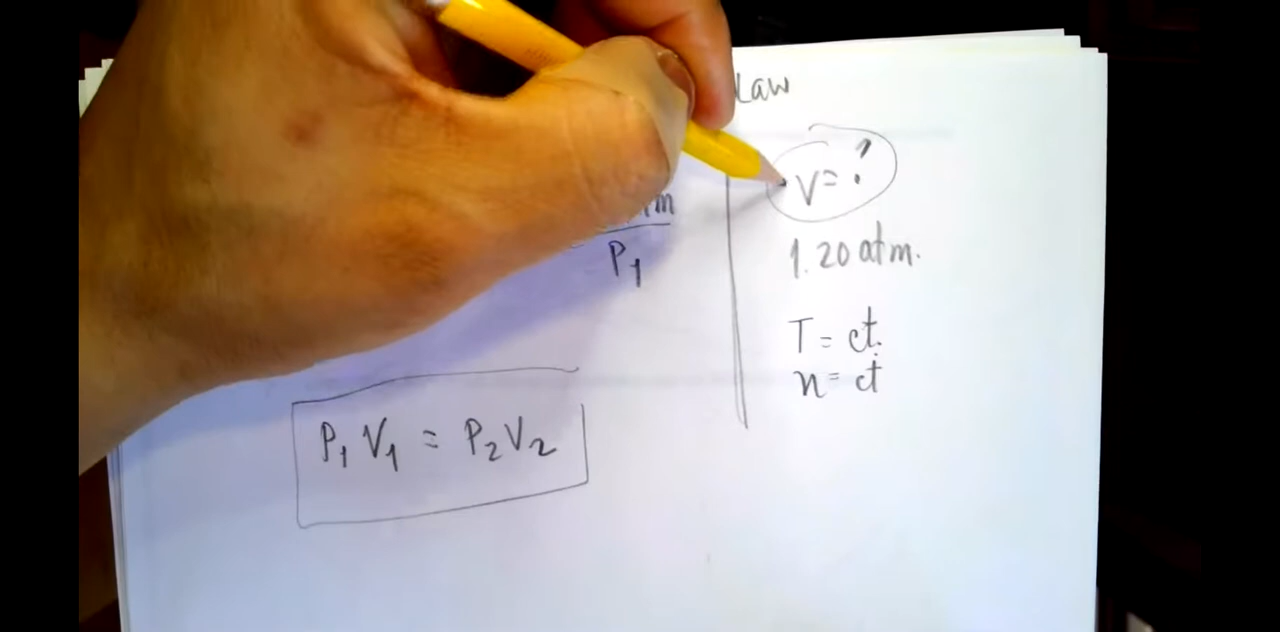 Law
V = ?
P1
1.20 atm.
T = ct.
n = ct
P1 V1 = P2 V2